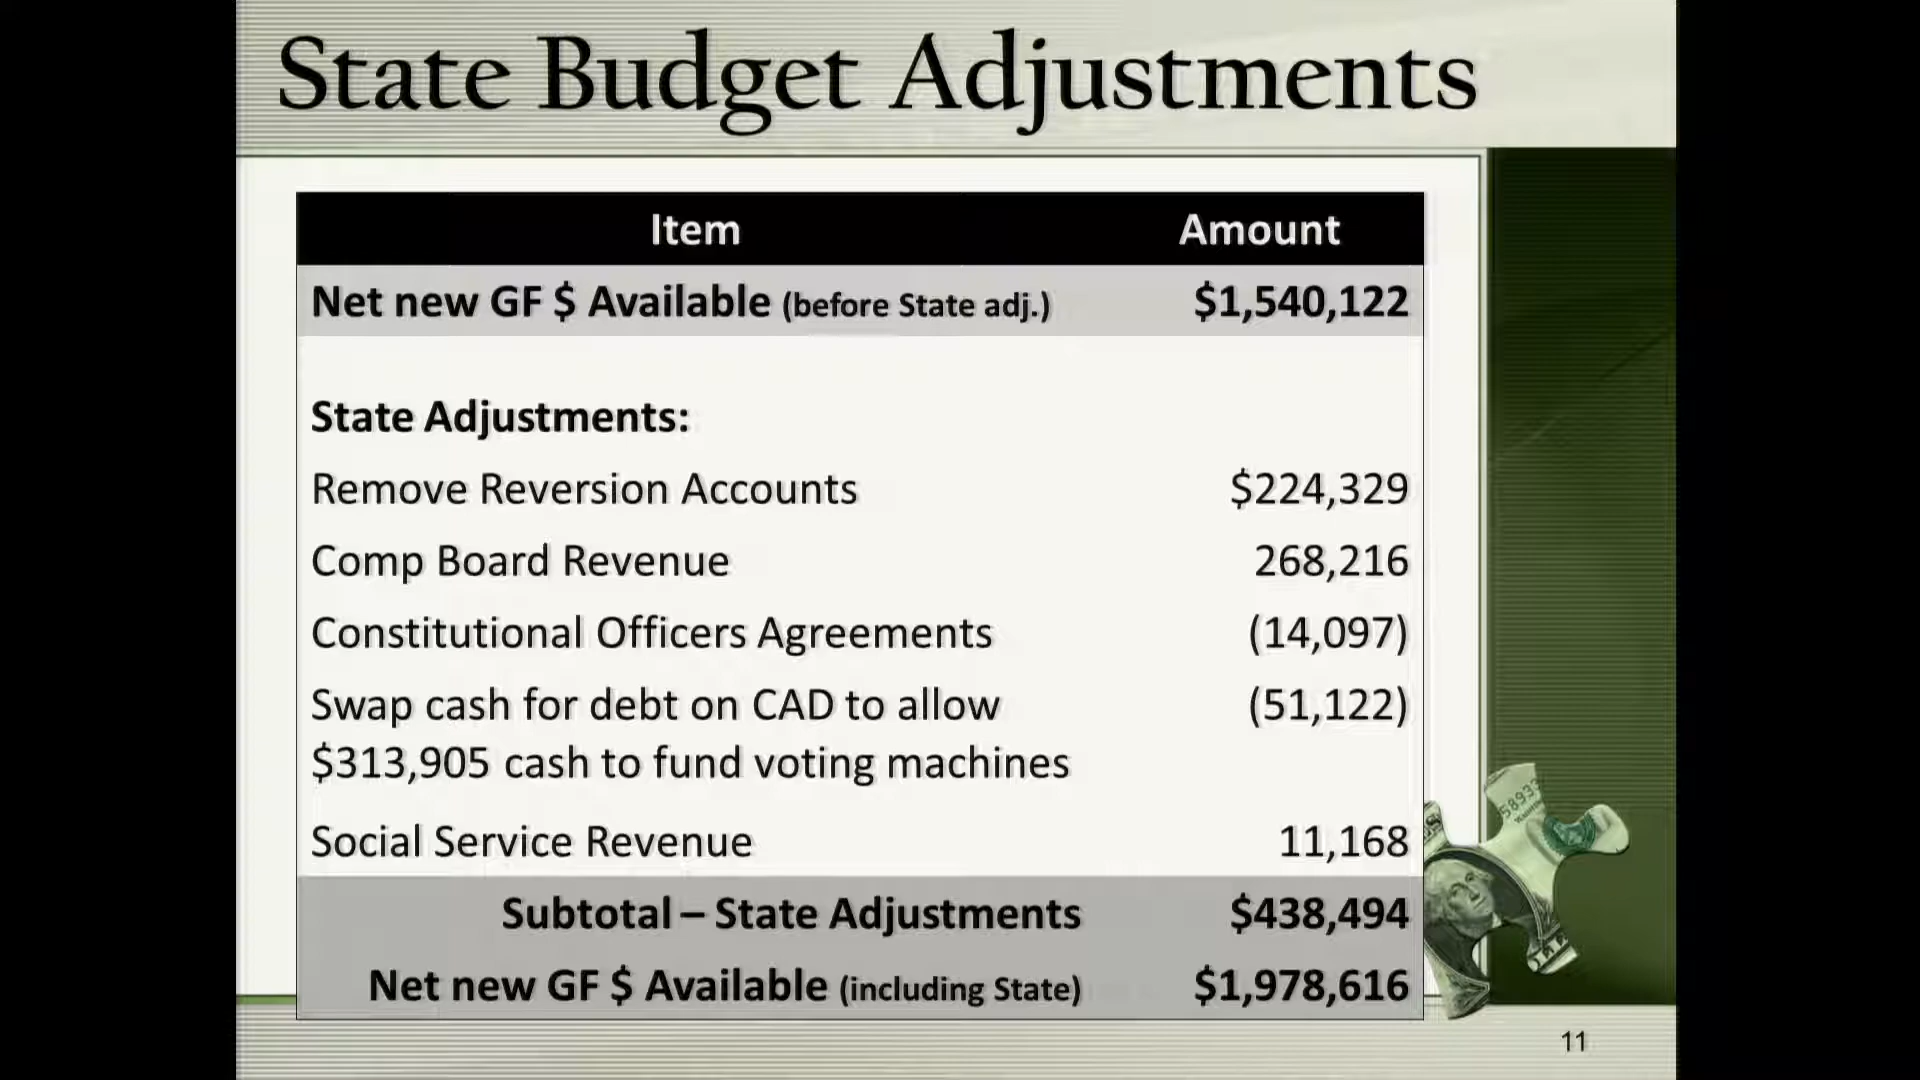 State Budget Adjustments
Item Amount
Net new GF $ Available (before State adj.) $1,540,122
State Adjustments:
Remove Reversion Accounts $224,329
Comp Board Revenue 268,216
Constitutional Officers Agreements (14,097)
Swap cash for debt on CAD to allow (51,122)
$313,905 cash to fund voting machines
Social Service Revenue 11,168
Subtotal – State Adjustments $438,494
Net new GF $ Available (including State) $1,978,616
11